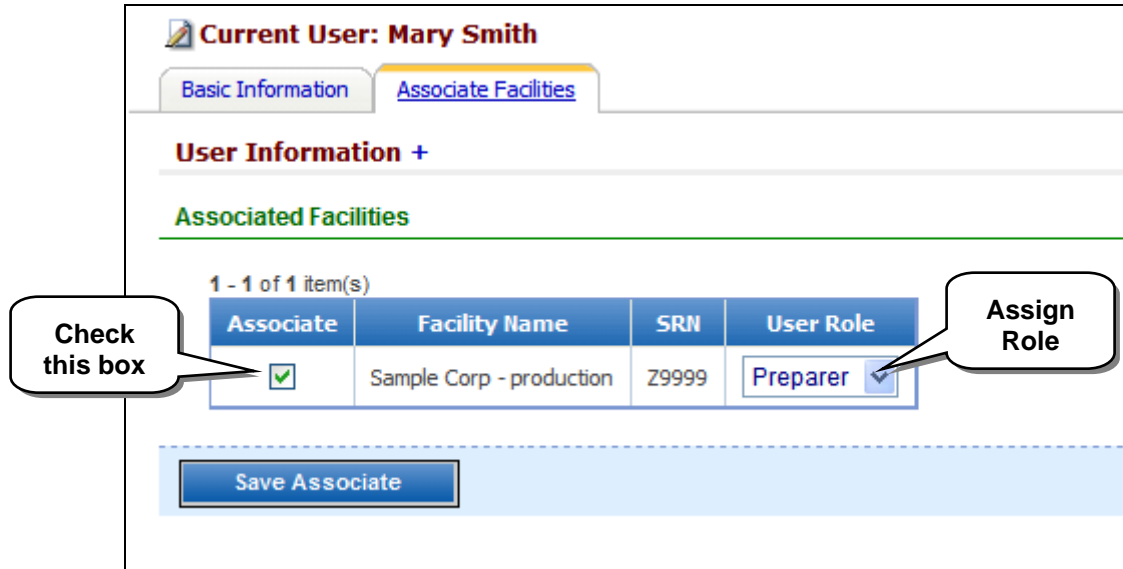 Current User: Mary Smith
Basic Information Associate Facilities
User Information +
Associated Facilities
1 - 1 of 1 item(s)
Associate Facility Name SRN User Role
Sample Corp - production Z9999 Preparer
Check
this box
Assign
Role
Save Associate